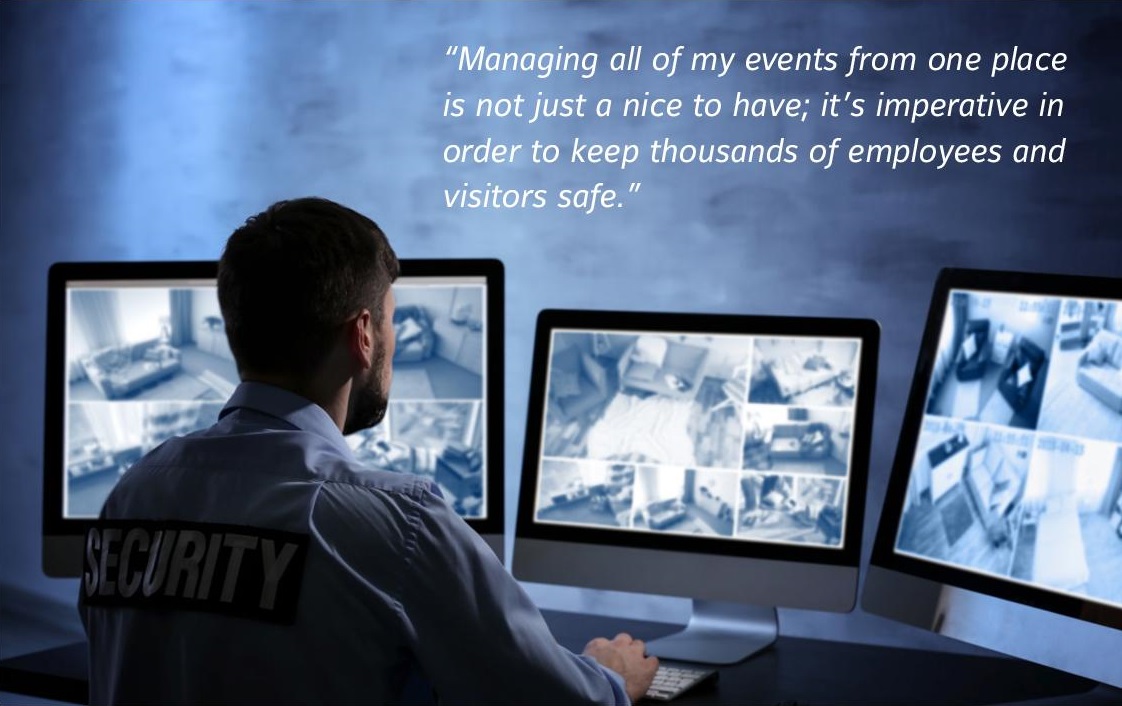 “Managing all of my events from one place
is not just a nice to have; it’s imperative in
order to keep thousands of employees and
visitors safe.”
SECURITY